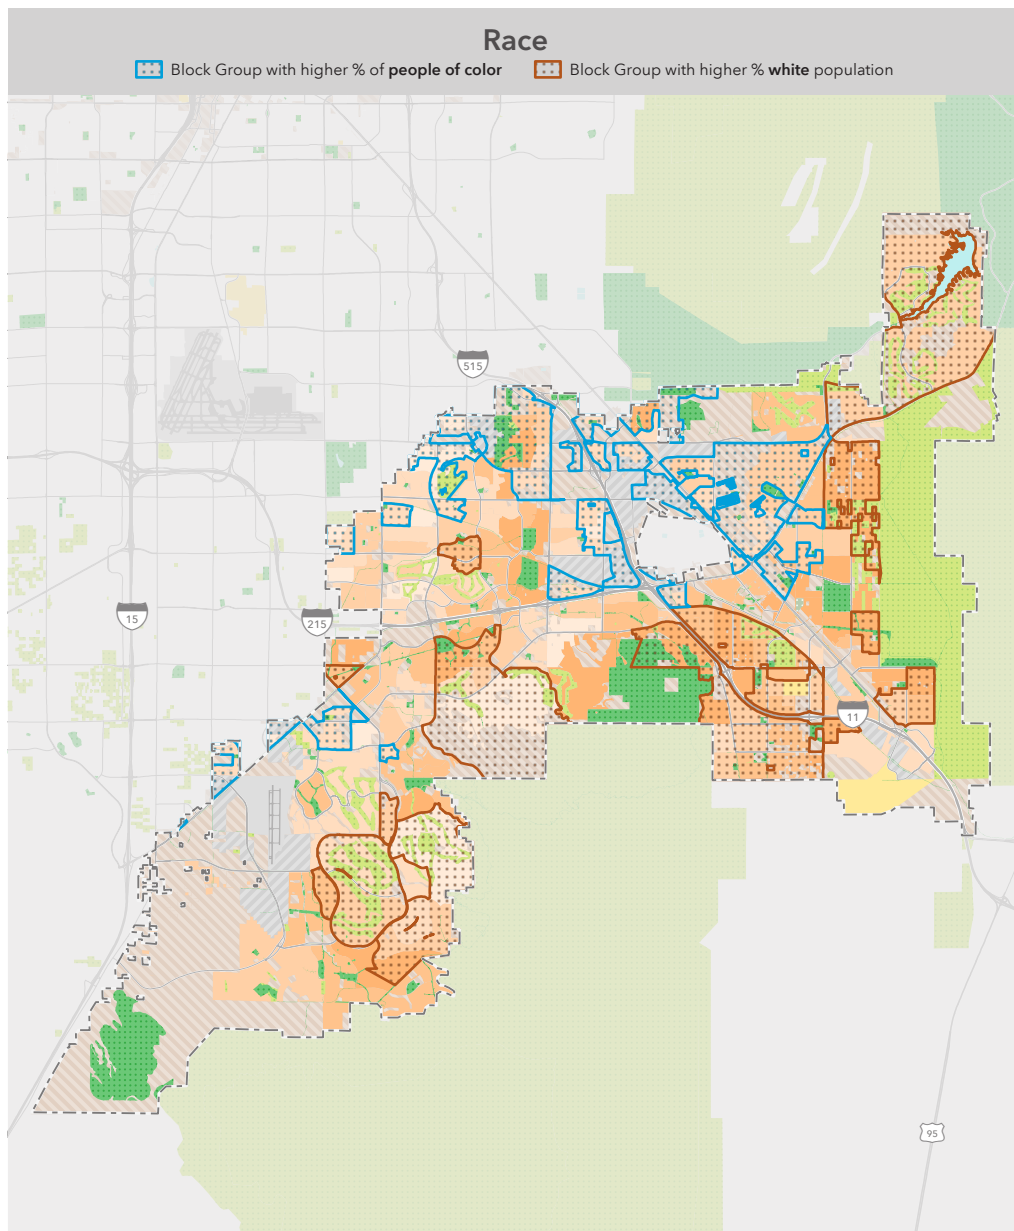 Race
Block Group with higher % of people of color
Block Group with higher % white population
515
15
215
11
95